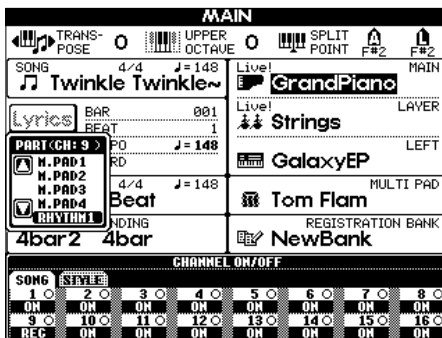 MAIN
TRANS-POSE 0 UPPER OCTAVE 0 SPLIT POINT F#2 F#2
SONG 4/4 ♩=148
Twinkle Twinkle~
Live! MAIN
GrandPiano
Lyrics BAR 001
BEAT 1
Live! LAYER
Strings
PO ♩=148
RD
LEFT
GalaxyEP
PART(CH: 9 )
M.PAD1
M.PAD2
M.PAD3
M.PAD4
RHYTHM1
4/4 ♩=148
Beat
MULTI PAD
Tom Flam
NDING
4bar2 4bar
REGISTRATION BANK
NewBank
CHANNEL ON/OFF
SONG STYLE
1 2 3 4 5 6 7 8
ON ON ON ON ON ON ON ON
9 10 11 12 13 14 15 16
REC ON ON ON ON ON ON ON